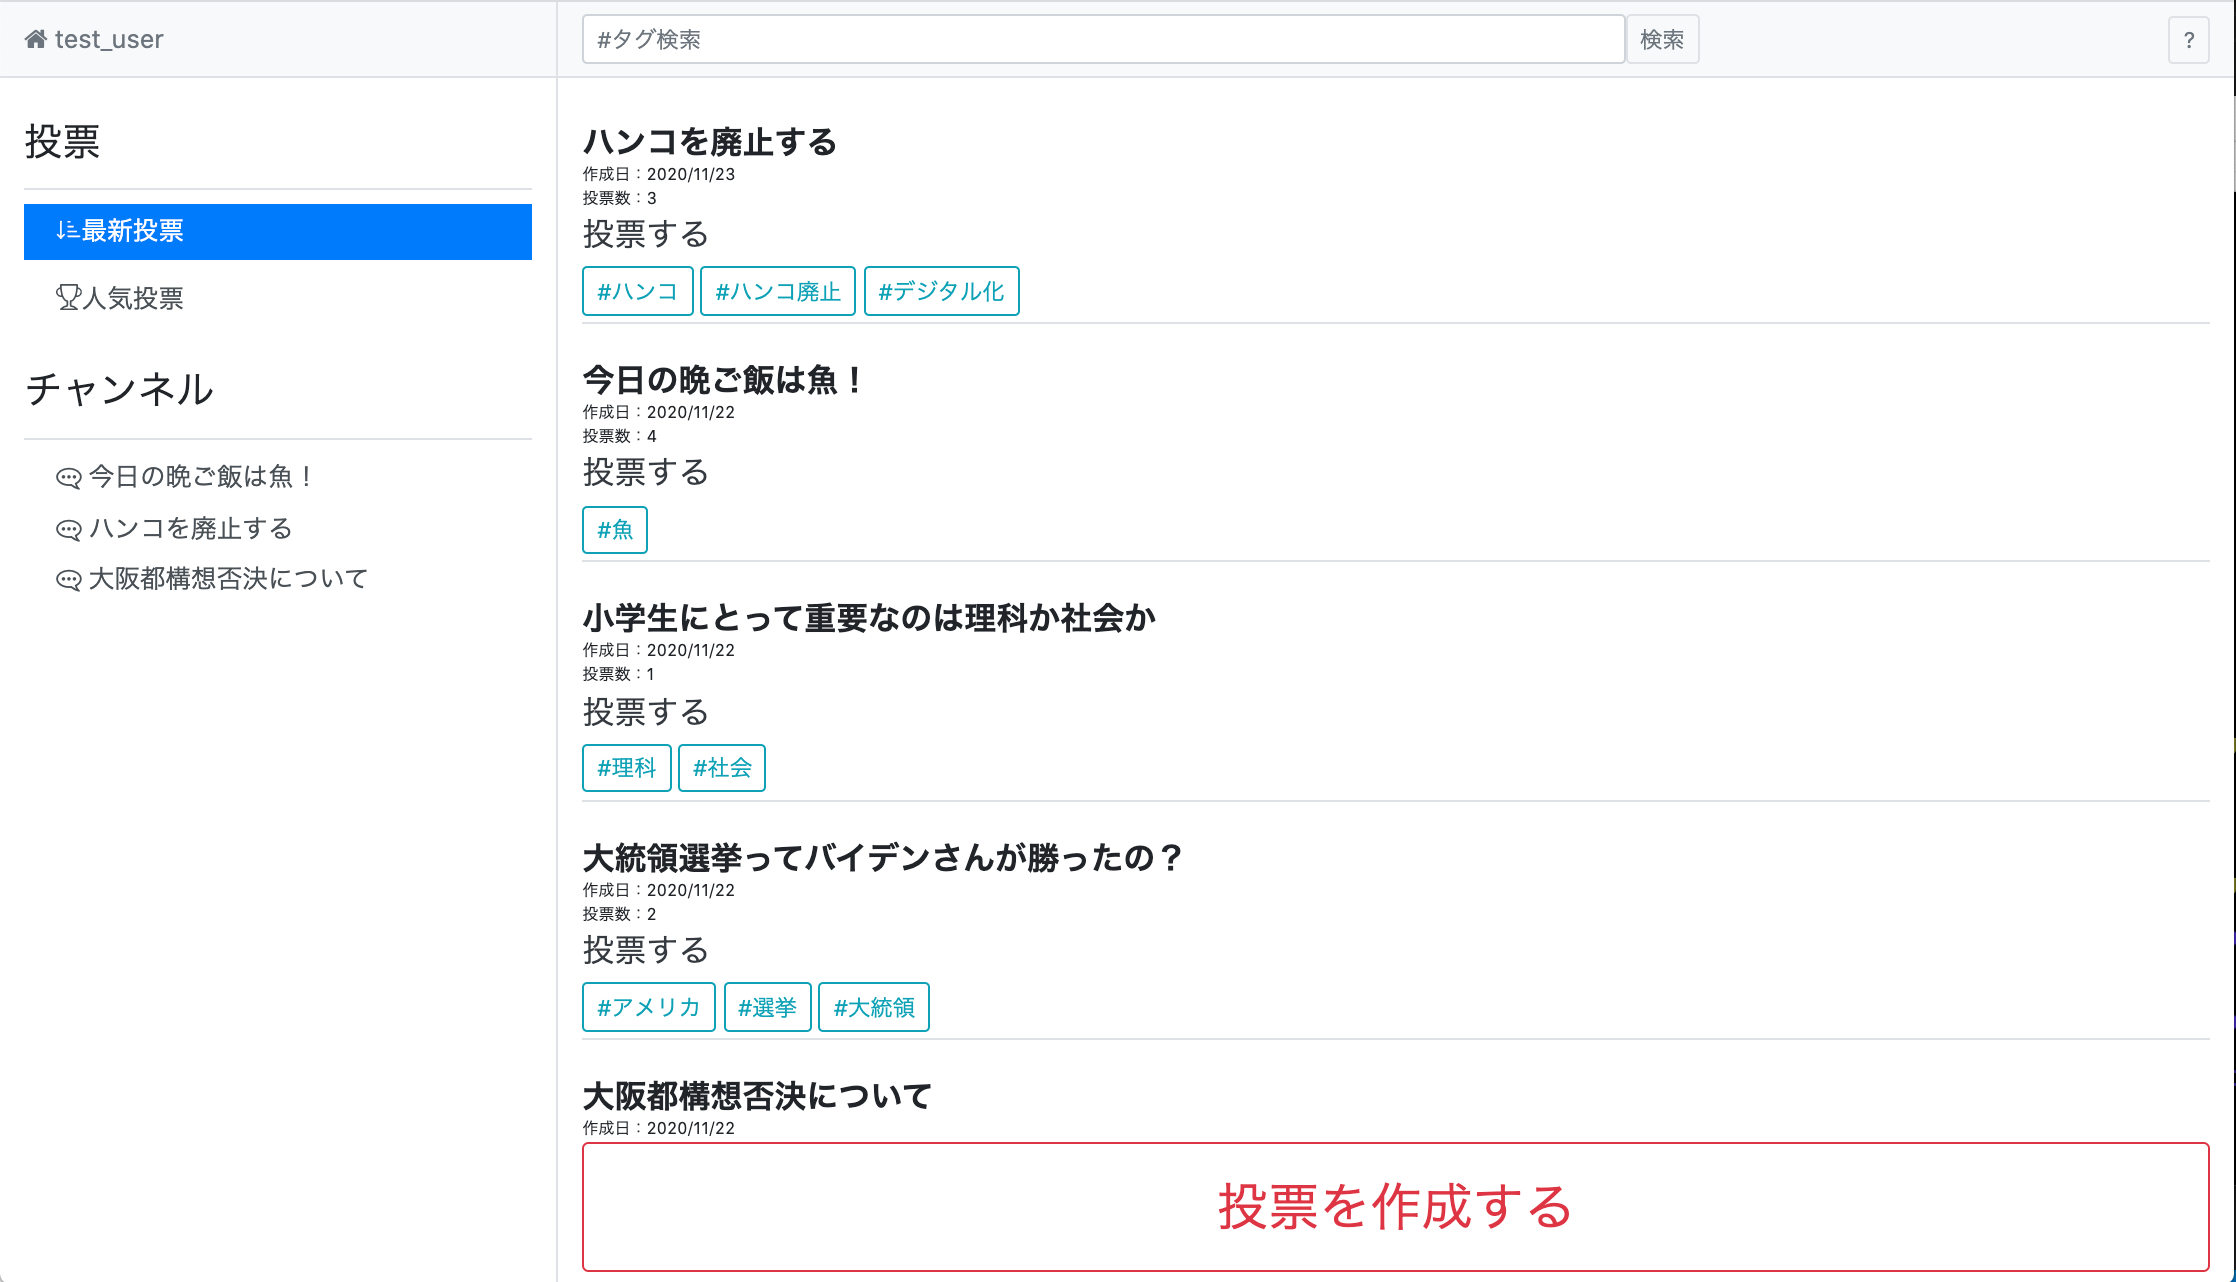 test_user
#タグ検索
検索
?
投票
最新投票
人気投票
チャンネル
今日の晩ご飯は魚！
ハンコを廃止する
大阪都構想否決について
ハンコを廃止する
作成日：2020/11/23
投票数：3
投票する
#ハンコ #ハンコ廃止 #デジタル化
今日の晩ご飯は魚！
作成日：2020/11/22
投票数：4
投票する
#魚
小学生にとって重要なのは理科か社会か
作成日：2020/11/22
投票数：1
投票する
#理科 #社会
大統領選挙ってバイデンさんが勝ったの？
作成日：2020/11/22
投票数：2
投票する
#アメリカ #選挙 #大統領
大阪都構想否決について
作成日：2020/11/22
投票を作成する